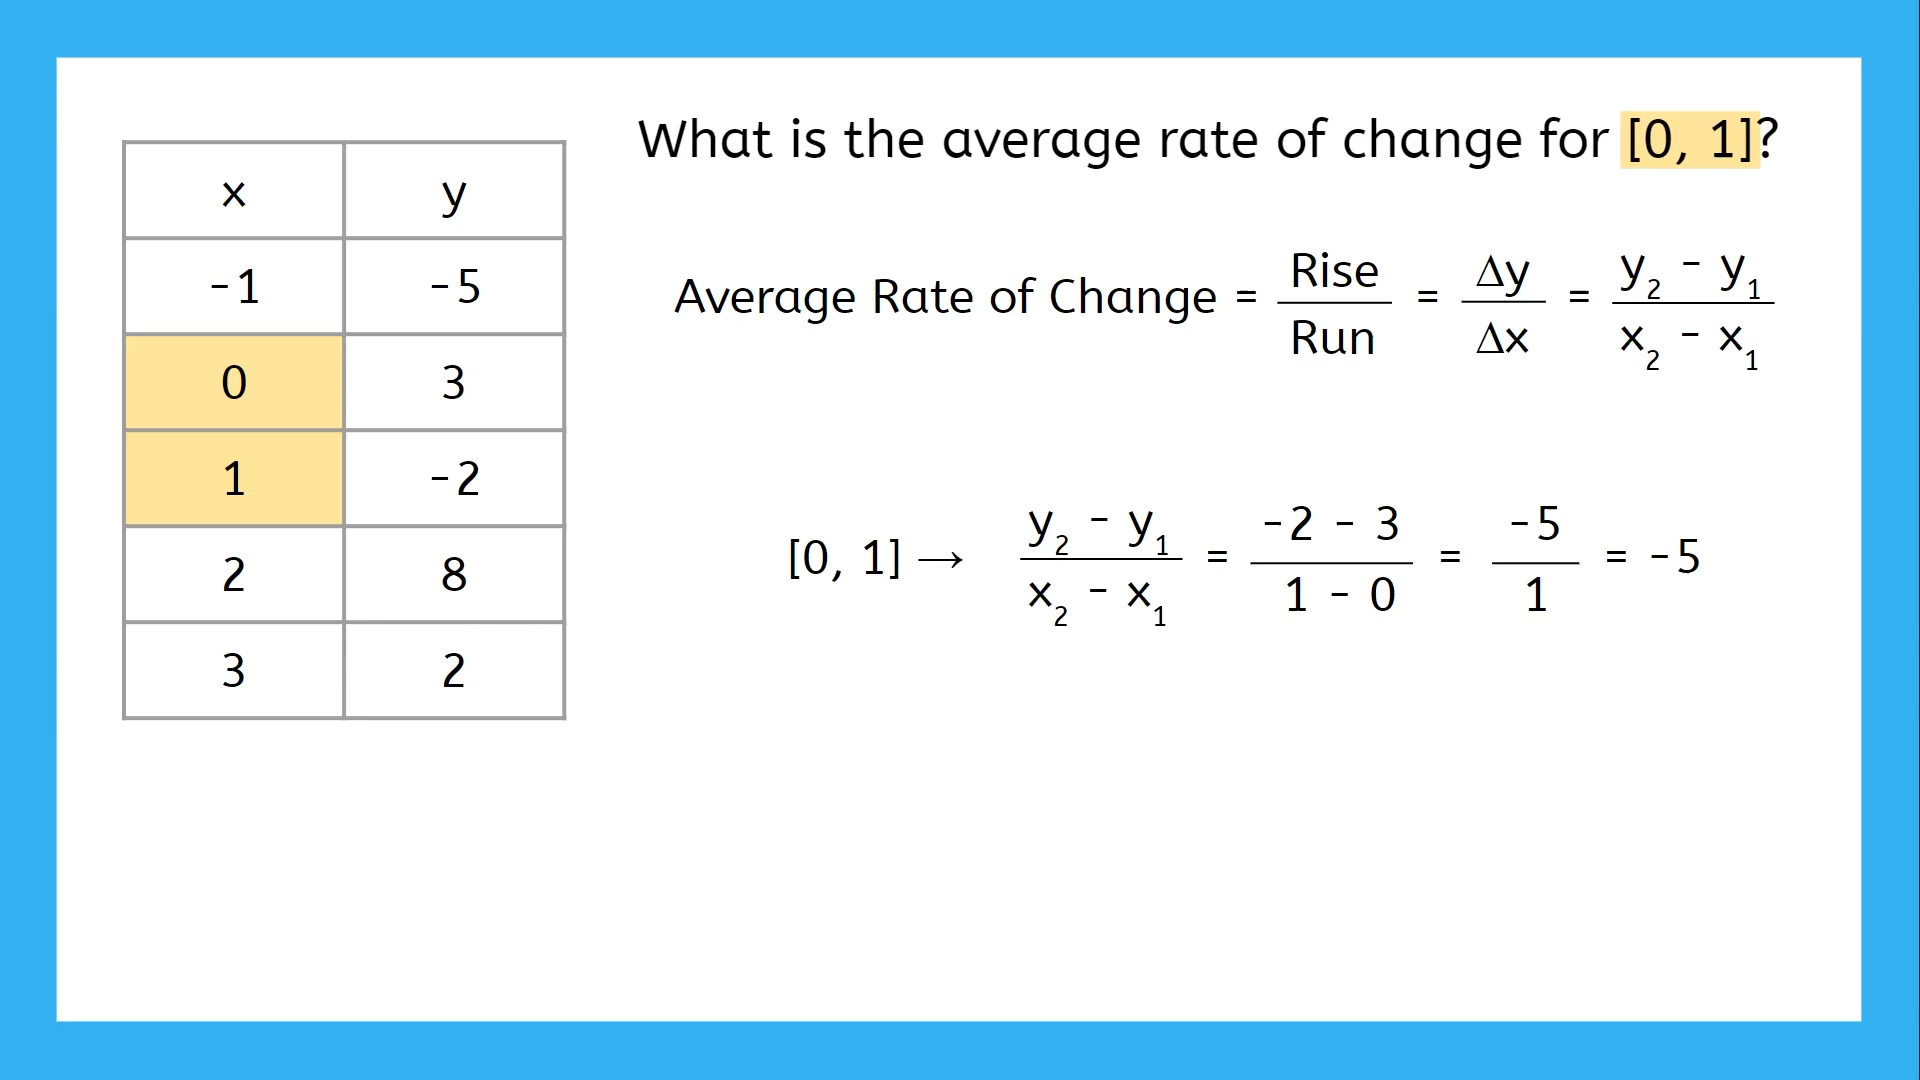 What is the average rate of change for [0, 1]?
x y
-1 -5
0 3
1 -2
2 8
3 2
Average Rate of Change = Rise / Run = Δy / Δx = y₂ - y₁ / x₂ - x₁
[0, 1] → y₂ - y₁ / x₂ - x₁ = -2 - 3 / 1 - 0 = -5 / 1 = -5